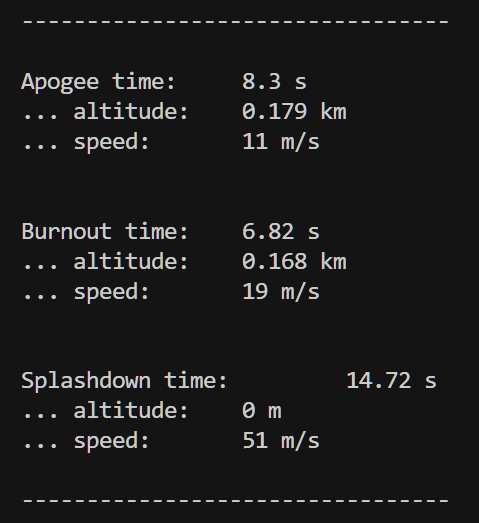 ---------------------------------
Apogee time: 8.3 s
... altitude: 0.179 km
... speed: 11 m/s
Burnout time: 6.82 s
... altitude: 0.168 km
... speed: 19 m/s
Splashdown time: 14.72 s
... altitude: 0 m
... speed: 51 m/s
---------------------------------